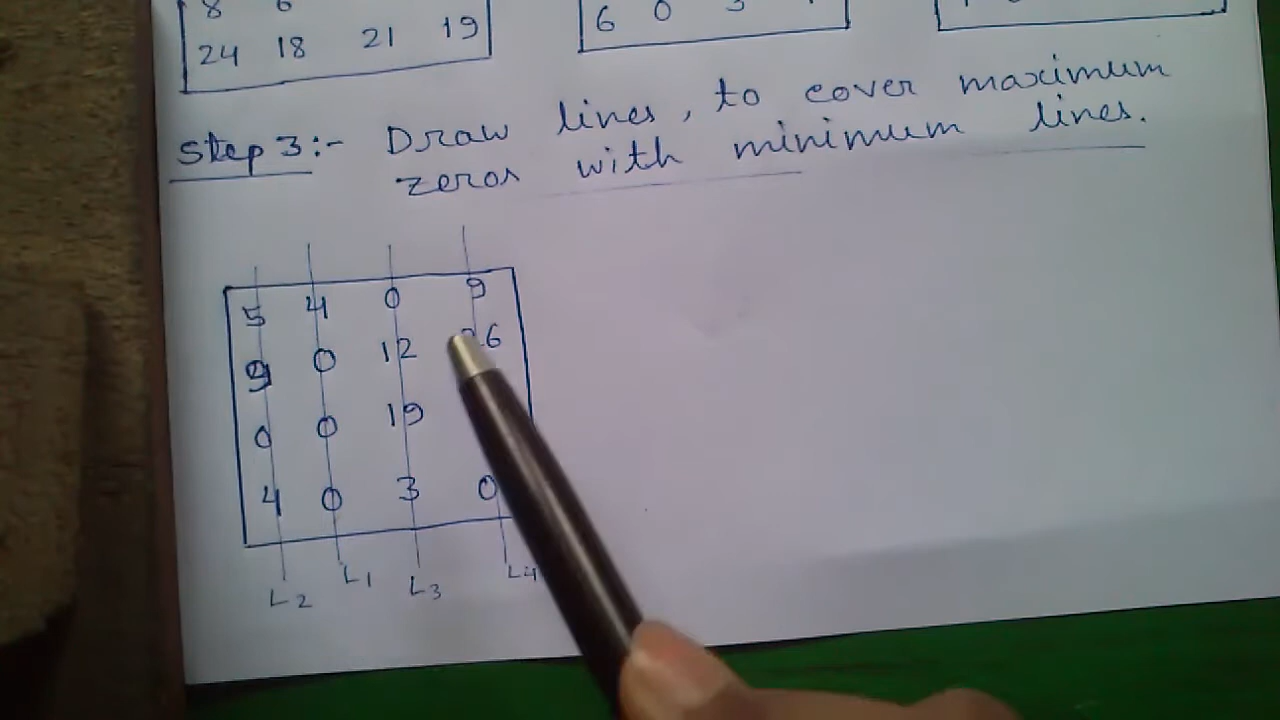 8 6
24 18 21 19
6 0
Step 3:- Draw lines, to cover maximum
zeros with minimum lines.
5 4 0 9
9 0 12 6
0 0 19
4 0 3 0
L2 L1 L3 L4